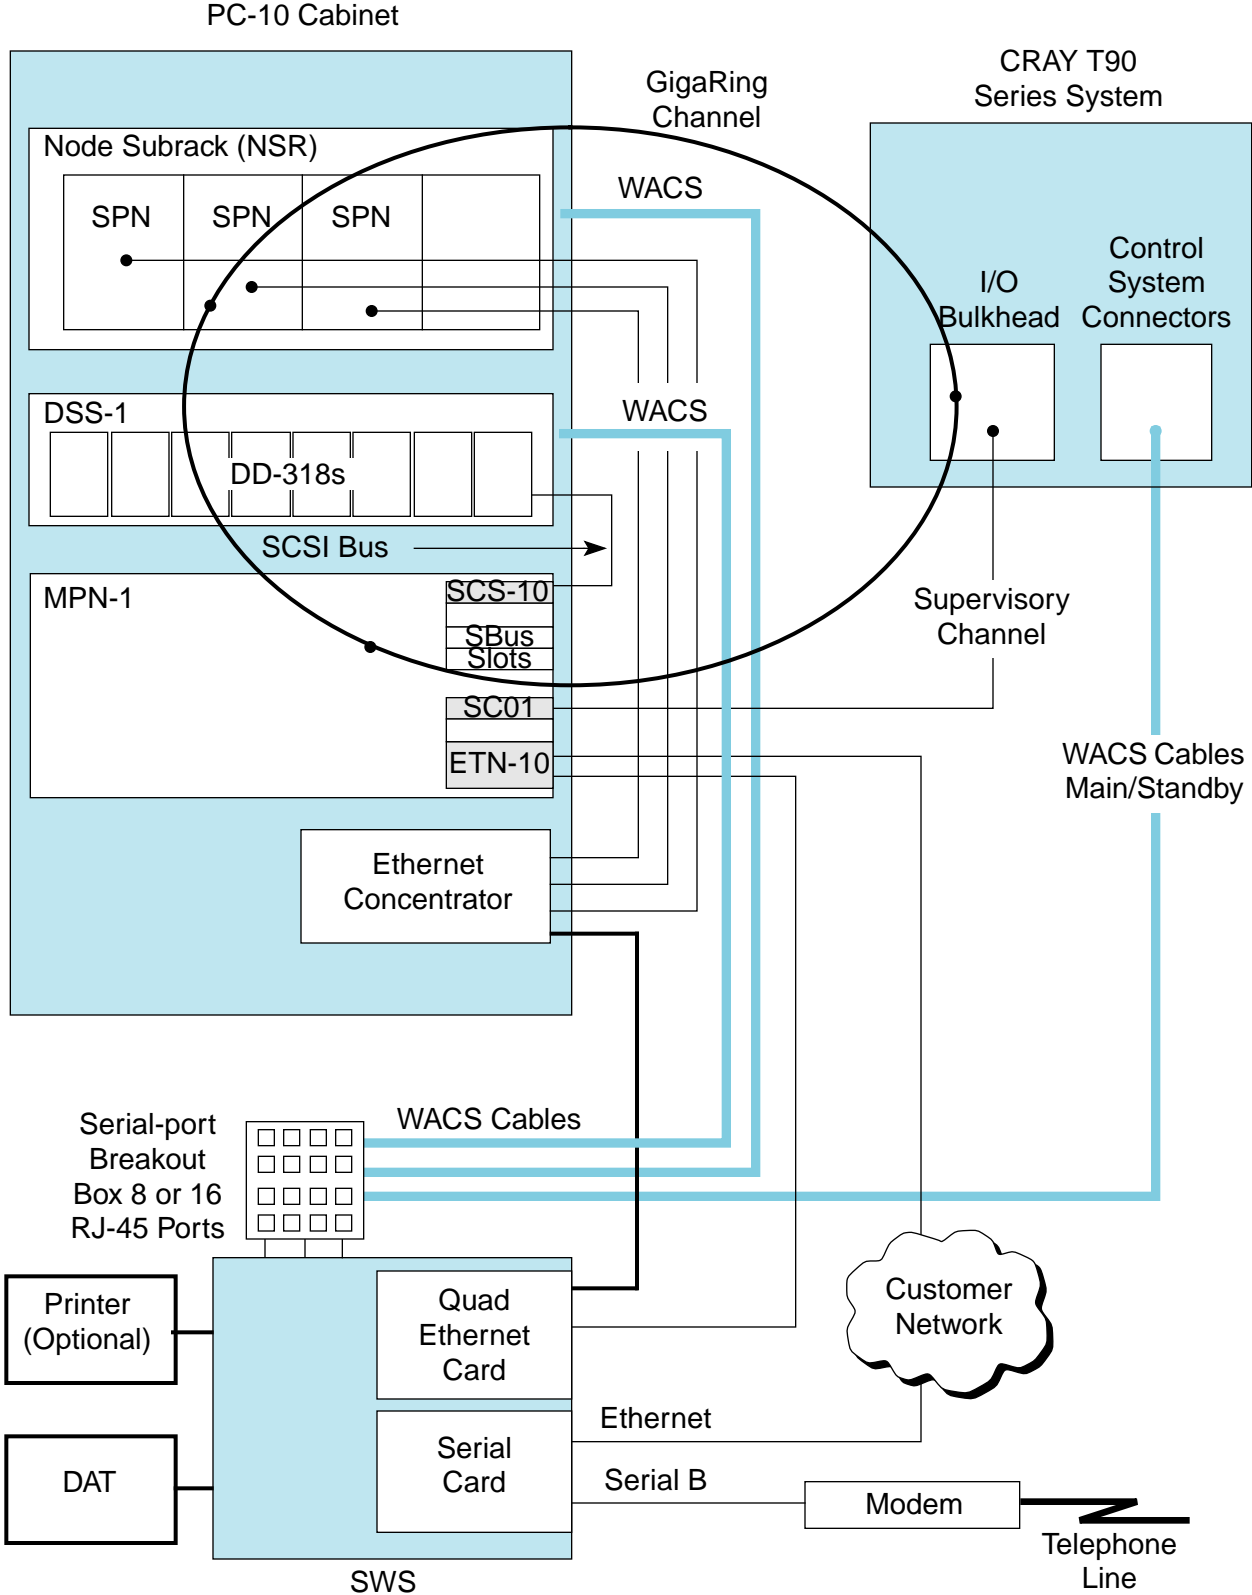 PC-10 Cabinet
GigaRing
Channel
CRAY T90
Series System
Node Subrack (NSR)
SPN
SPN
SPN
WACS
I/O
Bulkhead
Control
System
Connectors
DSS-1
DD-318s
WACS
SCSI Bus
MPN-1
SCS-10
SBus
Slots
SC01
ETN-10
Supervisory
Channel
WACS Cables
Main/Standby
Ethernet
Concentrator
Serial-port
Breakout
Box 8 or 16
RJ-45 Ports
WACS Cables
Printer
(Optional)
DAT
Quad
Ethernet
Card
Serial
Card
SWS
Customer
Network
Ethernet
Serial B
Modem
Telephone
Line